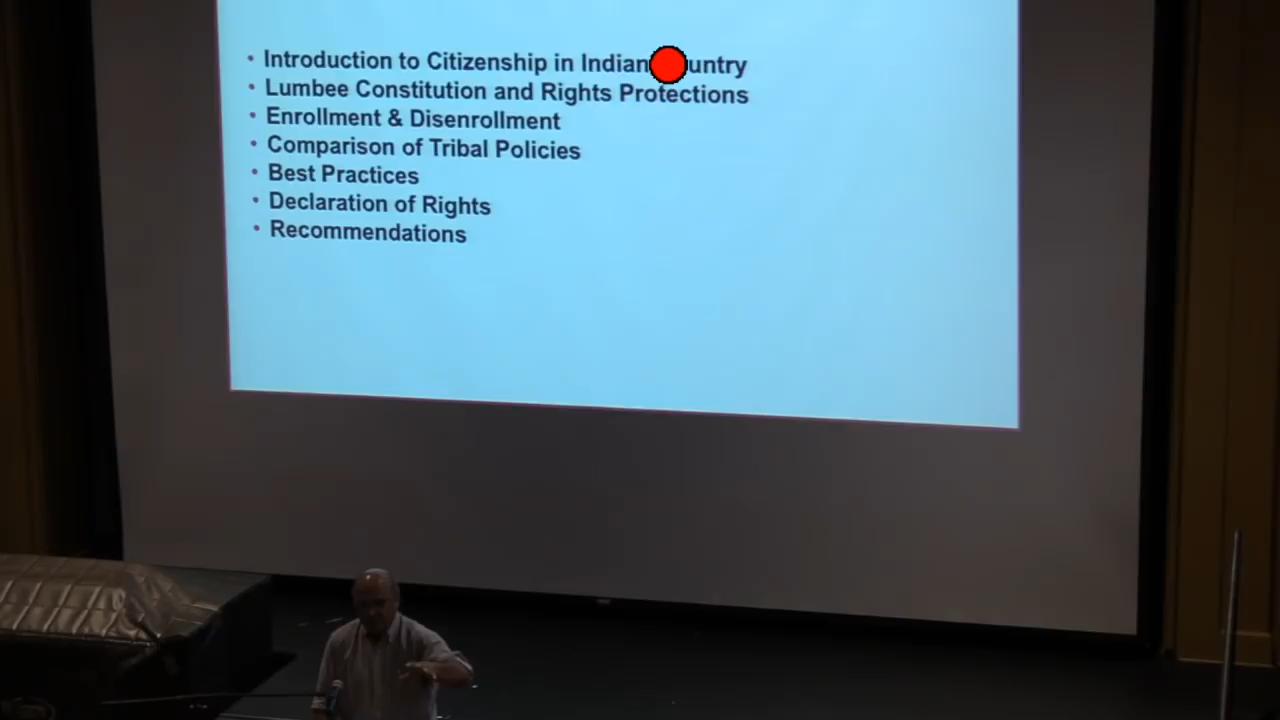 • Introduction to Citizenship in Indian untry
• Lumbee Constitution and Rights Protections
• Enrollment & Disenrollment
• Comparison of Tribal Policies
• Best Practices
• Declaration of Rights
• Recommendations